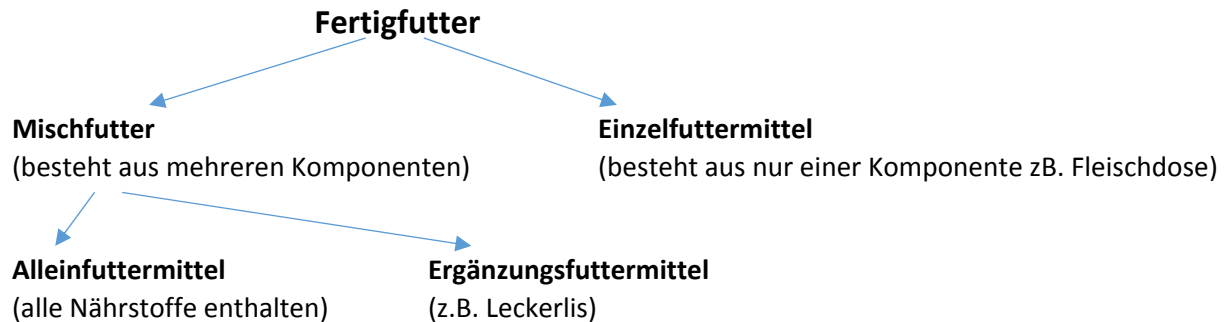 Fertigfutter
Mischfutter
(besteht aus mehreren Komponenten)
Einzelfuttermittel
(besteht aus nur einer Komponente zB. Fleischdose)
Alleinfuttermittel
(alle Nährstoffe enthalten)
Ergänzungsfuttermittel
(z.B. Leckerlis)